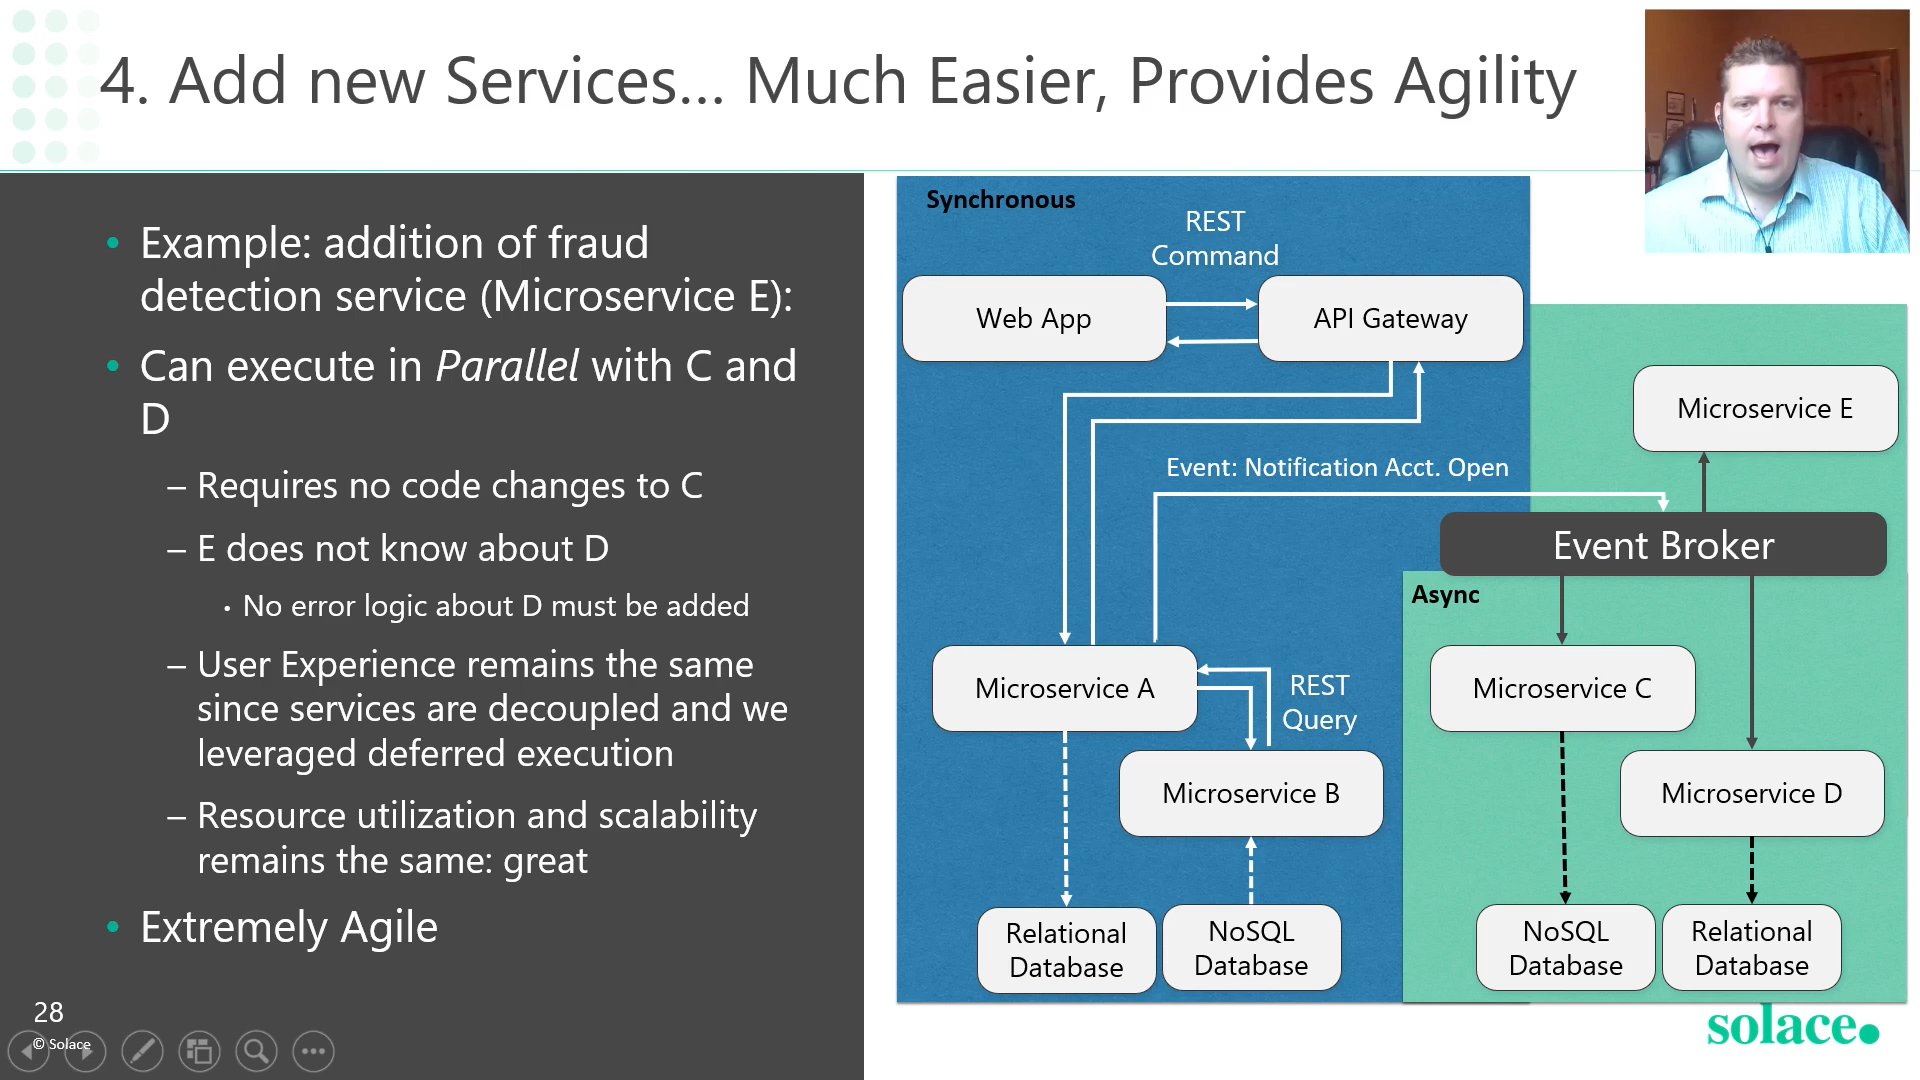 4. Add new Services... Much Easier, Provides Agility
• Example: addition of fraud
detection service (Microservice E):
• Can execute in Parallel with C and
D
– Requires no code changes to C
– E does not know about D
• No error logic about D must be added
– User Experience remains the same
since services are decoupled and we
leveraged deferred execution
– Resource utilization and scalability
remains the same: great
• Extremely Agile
28
© Solace
Synchronous
REST
Command
Web App
API Gateway
Microservice E
Event: Notification Acct. Open
Event Broker
Async
Microservice A
REST
Query
Microservice C
Microservice B
Microservice D
Relational
Database
NoSQL
Database
NoSQL
Database
Relational
Database
solace.